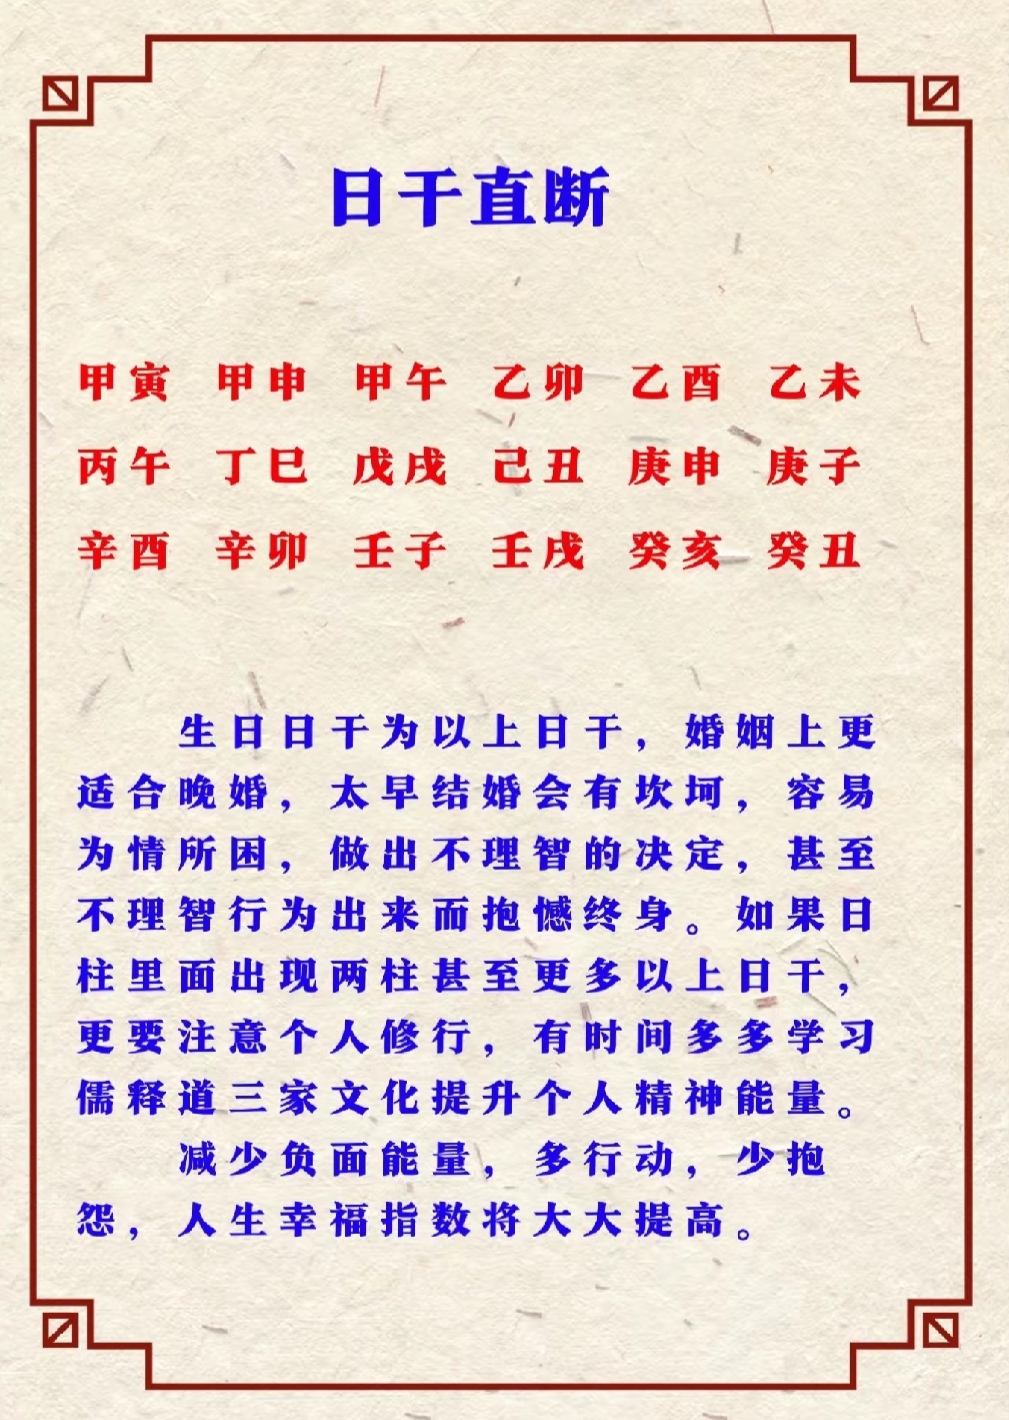 日干直断
甲寅 甲申 甲午 乙卯 乙酉 乙未
丙午 丁巳 戊戌 己丑 庚申 庚子
辛酉 辛卯 壬子 壬戌 癸亥 癸丑
生日日干为以上日干，婚姻上更
适合晚婚，太早结婚会有坎坷，容易
为情所困，做出不理智的决定，甚至
不理智行为出来而抱憾终身。如果日
柱里面出现两柱甚至更多以上日干，
更要注意个人修行，有时间多多学习
儒释道三家文化提升个人精神能量。
减少负面能量，多行动，少抱
怨，人生幸福指数将大大提高。